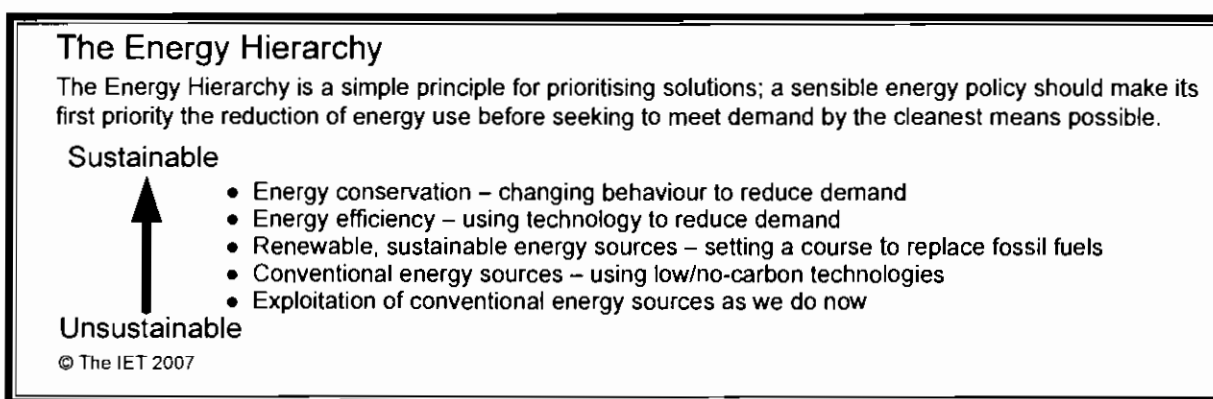 The Energy Hierarchy
The Energy Hierarchy is a simple principle for prioritising solutions; a sensible energy policy should make its
first priority the reduction of energy use before seeking to meet demand by the cleanest means possible.
Sustainable
• Energy conservation – changing behaviour to reduce demand
• Energy efficiency – using technology to reduce demand
• Renewable, sustainable energy sources – setting a course to replace fossil fuels
• Conventional energy sources – using low/no-carbon technologies
• Exploitation of conventional energy sources as we do now
Unsustainable
© The IET 2007